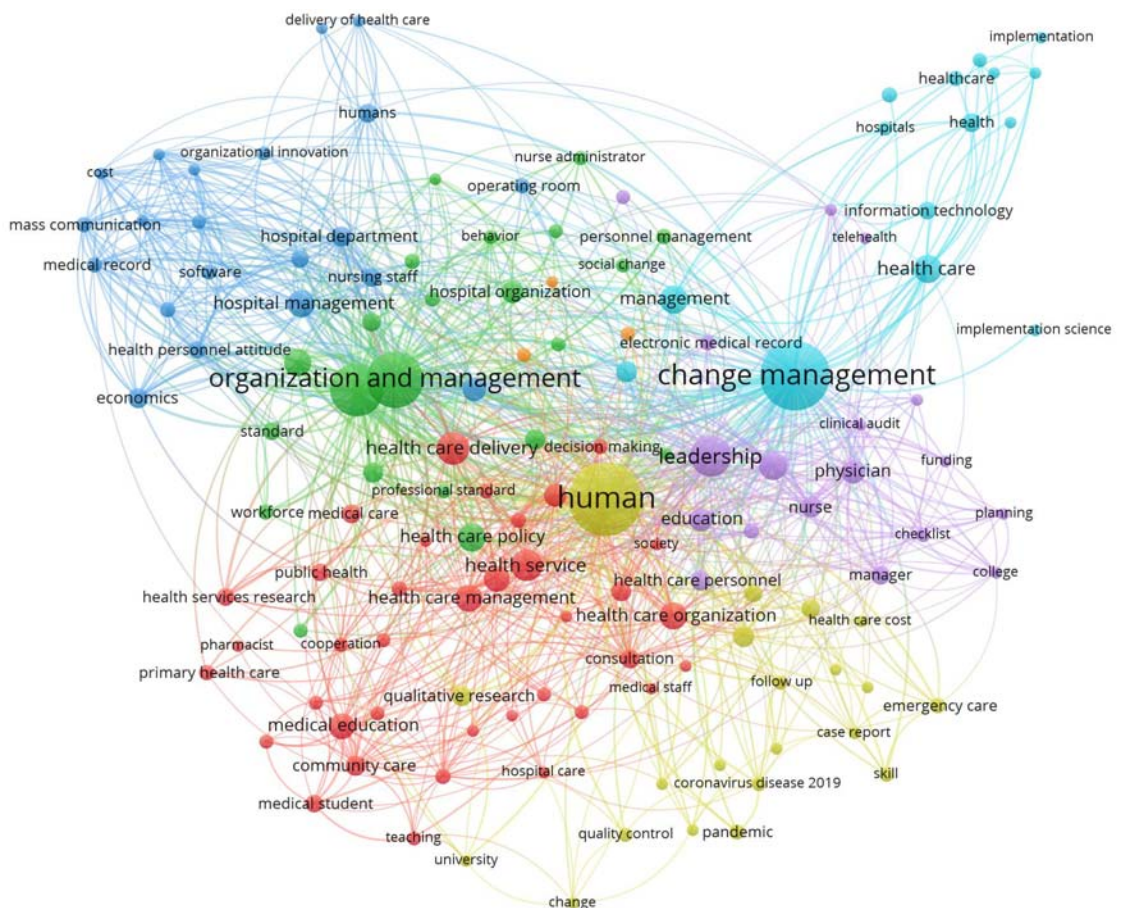 delivery of health care
implementation
healthcare
humans
health
hospitals
organizational innovation
nurse administrator
cost
operating room
information technology
mass communication
hospital department
behavior
personnel management
telehealth
medical record
software
nursing staff
social change
health care
hospital organization
management
hospital management
implementation science
health personnel attitude
electronic medical record
organization and management
change management
economics
clinical audit
standard
health care delivery
decision making
leadership
physician
funding
professional standard
human
workforce
medical care
education
nurse
planning
health care policy
checklist
society
public health
health service
health care personnel
manager
college
health services research
health care management
health care organization
health care cost
pharmacist
cooperation
primary health care
consultation
medical staff
follow up
qualitative research
emergency care
medical education
case report
community care
hospital care
coronavirus disease 2019
skill
medical student
teaching
quality control
pandemic
university
change